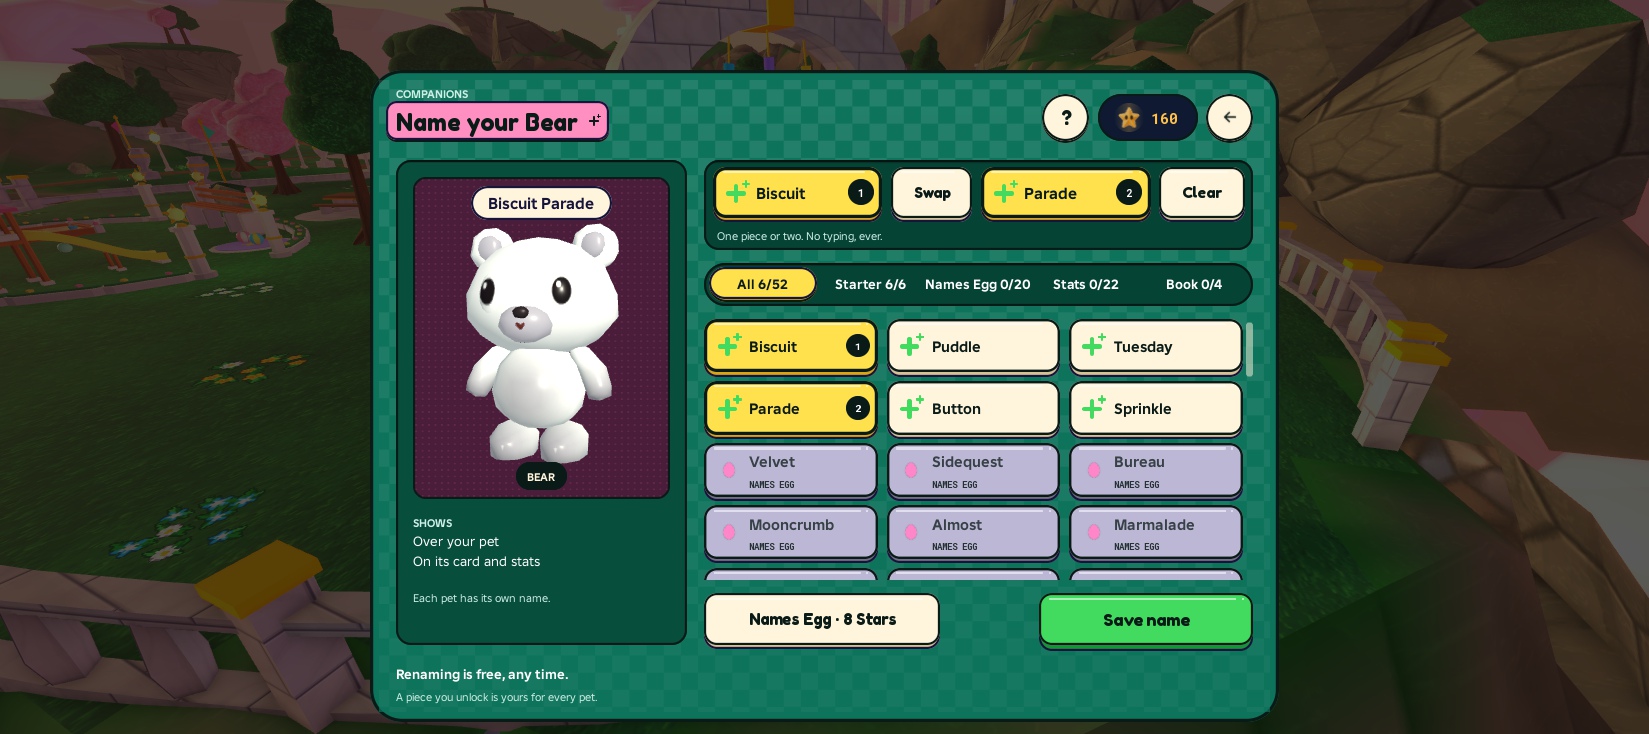 COMPANIONS
Name your Bear
?
160
Biscuit Parade
BEAR
SHOWS
Over your pet
On its card and stats
Each pet has its own name.
Biscuit 1
Swap
Parade 2
Clear
One piece or two. No typing, ever.
All 6/52
Starter 6/6
Names Egg 0/20
Stats 0/22
Book 0/4
Biscuit 1
Puddle
Tuesday
Parade 2
Button
Sprinkle
Velvet
NAMES EGG
Sidequest
NAMES EGG
Bureau
NAMES EGG
Mooncrumb
NAMES EGG
Almost
NAMES EGG
Marmalade
NAMES EGG
Names Egg · 8 Stars
Save name
Renaming is free, any time.
A piece you unlock is yours for every pet.